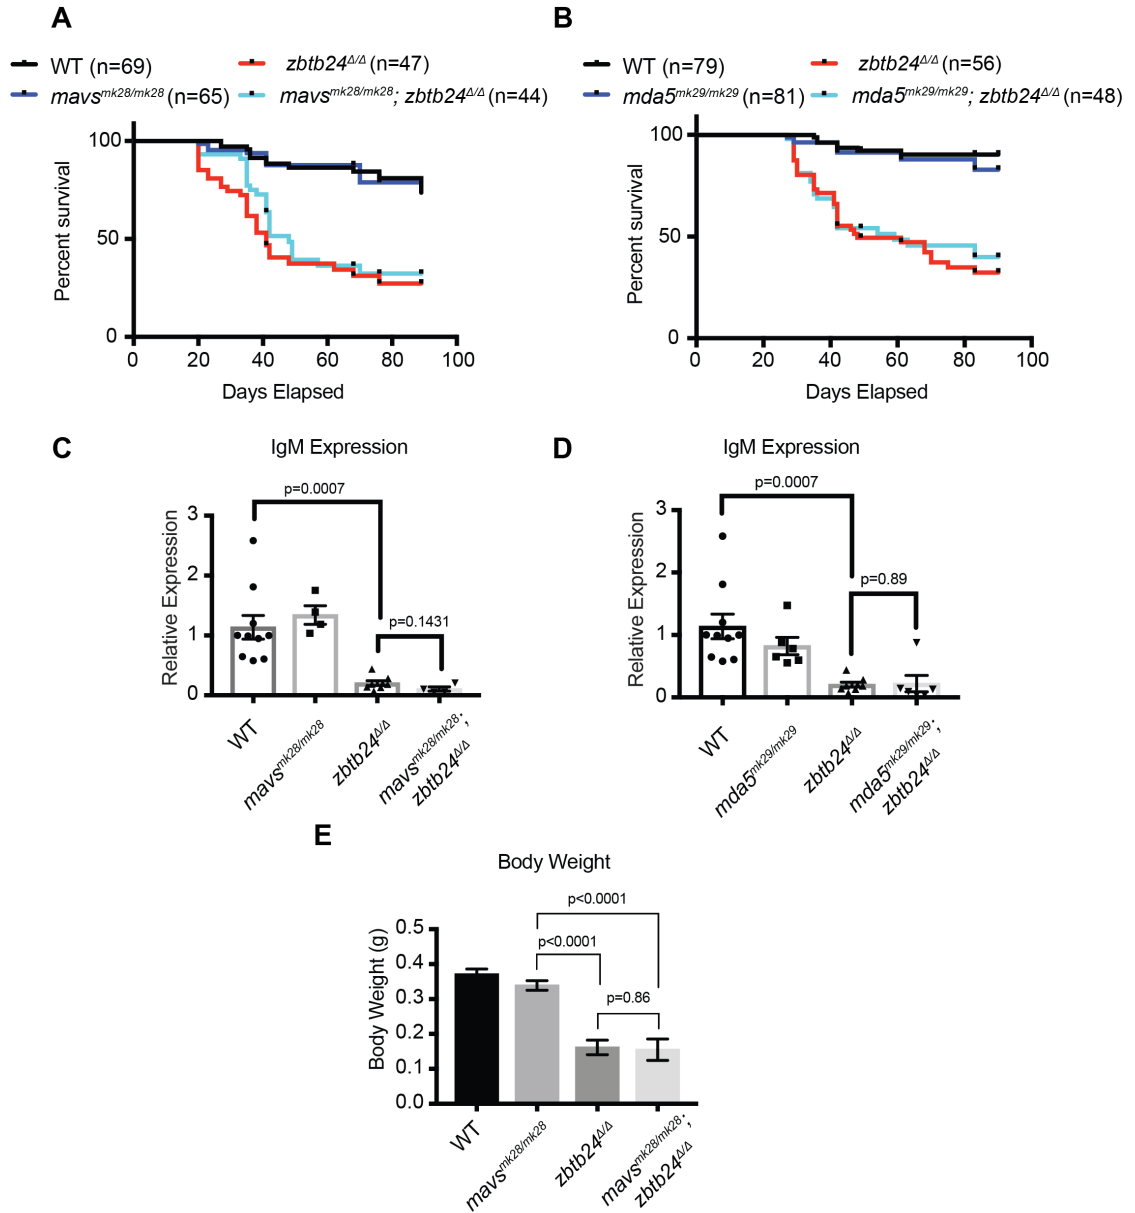 A
WT (n=69)
zbtb24Δ/Δ (n=47)
mavsmk28/mk28 (n=65)
mavsmk28/mk28; zbtb24Δ/Δ (n=44)
Percent survival
100
50
0
0 20 40 60 80 100
Days Elapsed
B
WT (n=79)
zbtb24Δ/Δ (n=56)
mda5mk29/mk29 (n=81)
mda5mk29/mk29; zbtb24Δ/Δ (n=48)
Percent survival
100
50
0
0 20 40 60 80 100
Days Elapsed
C
IgM Expression
p=0.0007
p=0.1431
Relative Expression
3
2
1
0
WT
mavsmk28/mk28
zbtb24Δ/Δ
mavsmk28/mk28;
zbtb24Δ/Δ
D
IgM Expression
p=0.0007
p=0.89
Relative Expression
3
2
1
0
WT
mda5mk29/mk29
zbtb24Δ/Δ
mda5mk29/mk29;
zbtb24Δ/Δ
E
Body Weight
p<0.0001
p<0.0001
p=0.86
Body Weight (g)
0.5
0.4
0.3
0.2
0.1
0.0
WT
mavsmk28/mk28
zbtb24Δ/Δ
mavsmk28/mk28;
zbtb24Δ/Δ